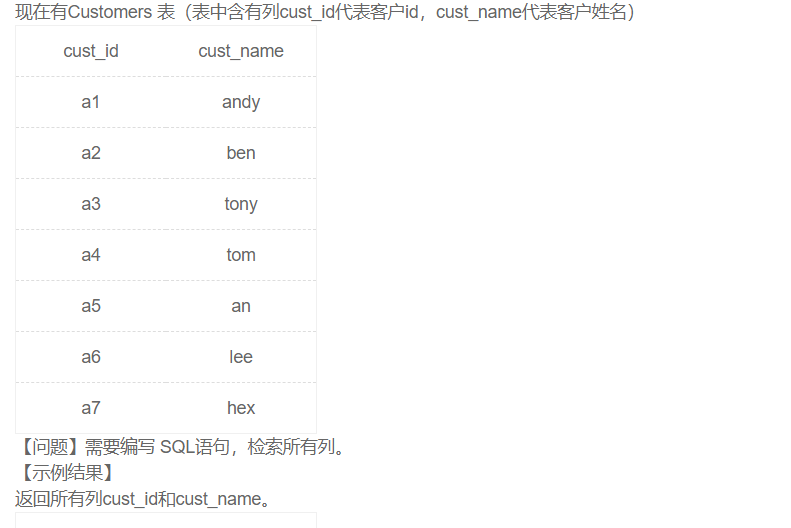 现在有Customers 表（表中含有列cust_id代表客户id，cust_name代表客户姓名）
cust_id cust_name
a1 andy
a2 ben
a3 tony
a4 tom
a5 an
a6 lee
a7 hex
【问题】需要编写 SQL语句，检索所有列。
【示例结果】
返回所有列cust_id和cust_name。